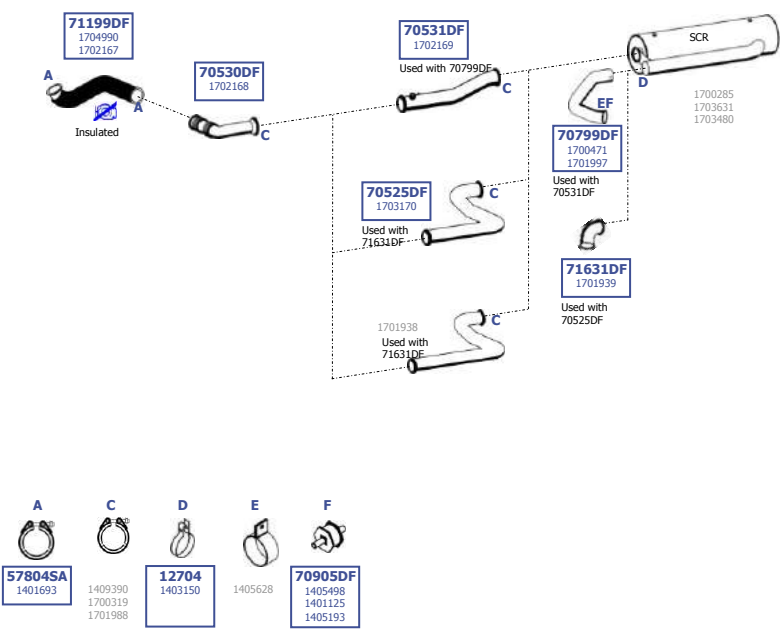 71199DF
1704990
1702167
A
A
Insulated
70530DF
1702168
C
70531DF
1702169
Used with 70799DF
C
SCR
D
1700285
1703631
1703480
EF
70799DF
1700471
1701997
Used with
70531DF
70525DF
1703170
Used with
71631DF
C
71631DF
1701939
Used with
70525DF
1701938
Used with
71631DF
C
A
57804SA
1401693
C
1409390
1700319
1701988
D
12704
1403150
E
1405628
F
70905DF
1405498
1401125
1405193